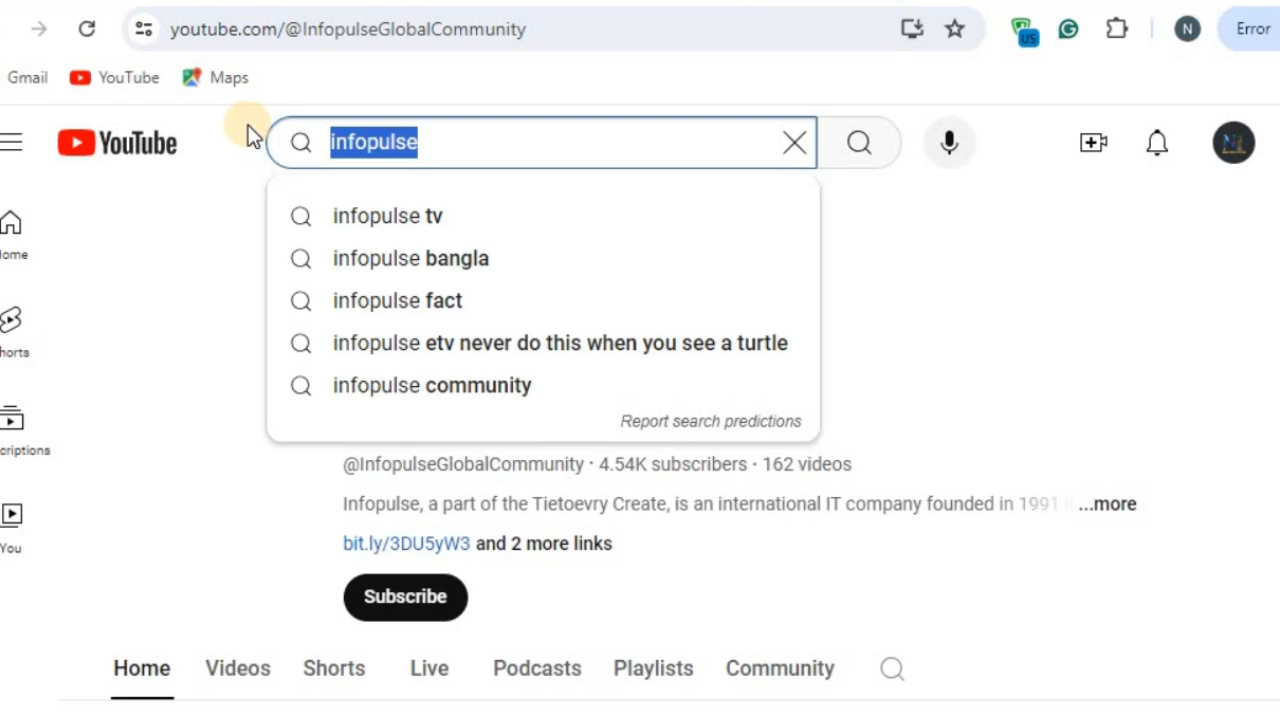 youtube.com/@InfopulseGlobalCommunity
US
N
Error
Gmail YouTube Maps
YouTube
infopulse
infopulse tv
infopulse bangla
infopulse fact
infopulse etv never do this when you see a turtle
infopulse community
Report search predictions
ome
horts
criptions
You
@InfopulseGlobalCommunity · 4.54K subscribers · 162 videos
Infopulse, a part of the Tietoevry Create, is an international IT company founded in 1991 ...more
bit.ly/3DU5yW3 and 2 more links
Subscribe
Home Videos Shorts Live Podcasts Playlists Community